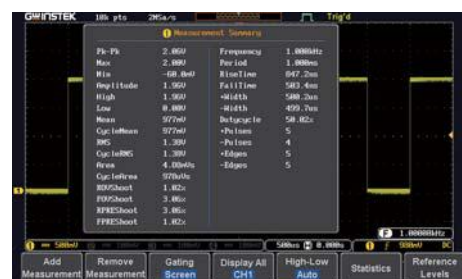 GWINSTEK 10k pts 2MSa/s Trig'd
Measurement Summary
Pk-Pk 2.06V Frequency 1.000kHz
Max 2.00V Period 1.000ms
Min -60.0mV RiseTime 847.2ns
Amplitude 1.96V FallTime 503.4ns
High 1.96V +Width 500.2us
Low 0.00V -Width 499.7us
Mean 977mV Dutycycle 50.02%
CycleMean 977mV +Pulses 5
RMS 1.38V -Pulses 4
CycleRMS 1.38V +Edges 5
Area 4.88mVs -Edges 5
CycleArea 978uVs
ROVShoot 1.02%
FOVShoot 3.06%
RPREShoot 3.06%
FPREShoot 1.02%
F 1.00000kHz
1 500mV 500us H 0.000s 1 980mV DC
Add Measurement
Remove Measurement
Gating Screen
Display All CH1
High-Low Auto
Statistics
Reference Levels